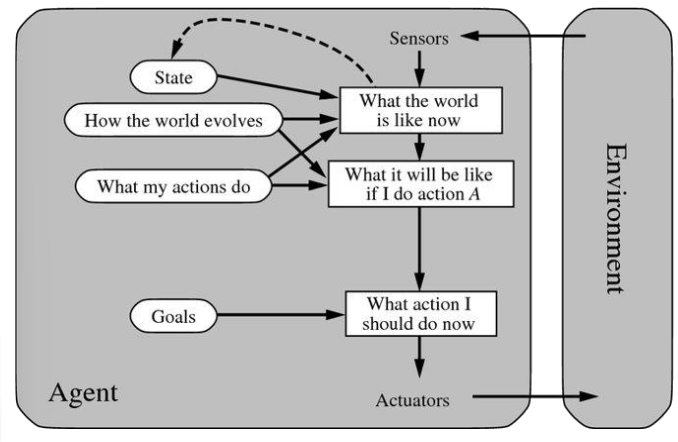 Sensors
State
What the world
is like now
How the world evolves
What it will be like
if I do action A
What my actions do
Environment
What action I
should do now
Goals
Agent
Actuators